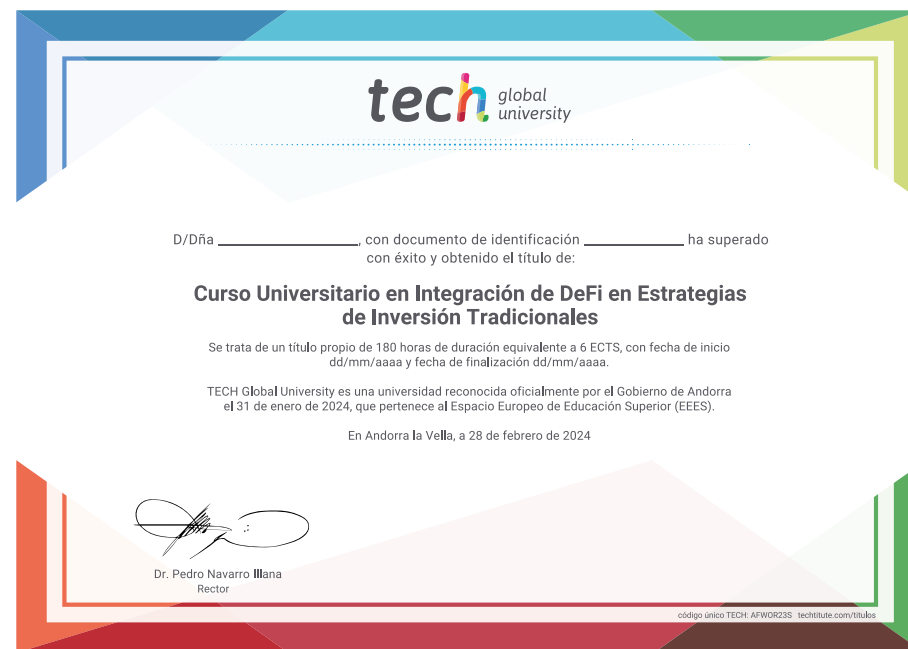 tech global university
D/Dña ________________, con documento de identificación ____________ ha superado
con éxito y obtenido el título de:
Curso Universitario en Integración de DeFi en Estrategias
de Inversión Tradicionales
Se trata de un título propio de 180 horas de duración equivalente a 6 ECTS, con fecha de inicio
dd/mm/aaaa y fecha de finalización dd/mm/aaaa.
TECH Global University es una universidad reconocida oficialmente por el Gobierno de Andorra
el 31 de enero de 2024, que pertenece al Espacio Europeo de Educación Superior (EEES).
En Andorra la Vella, a 28 de febrero de 2024
Dr. Pedro Navarro Illana
Rector
código único TECH: AFWOR23S techtitute.com/titulos